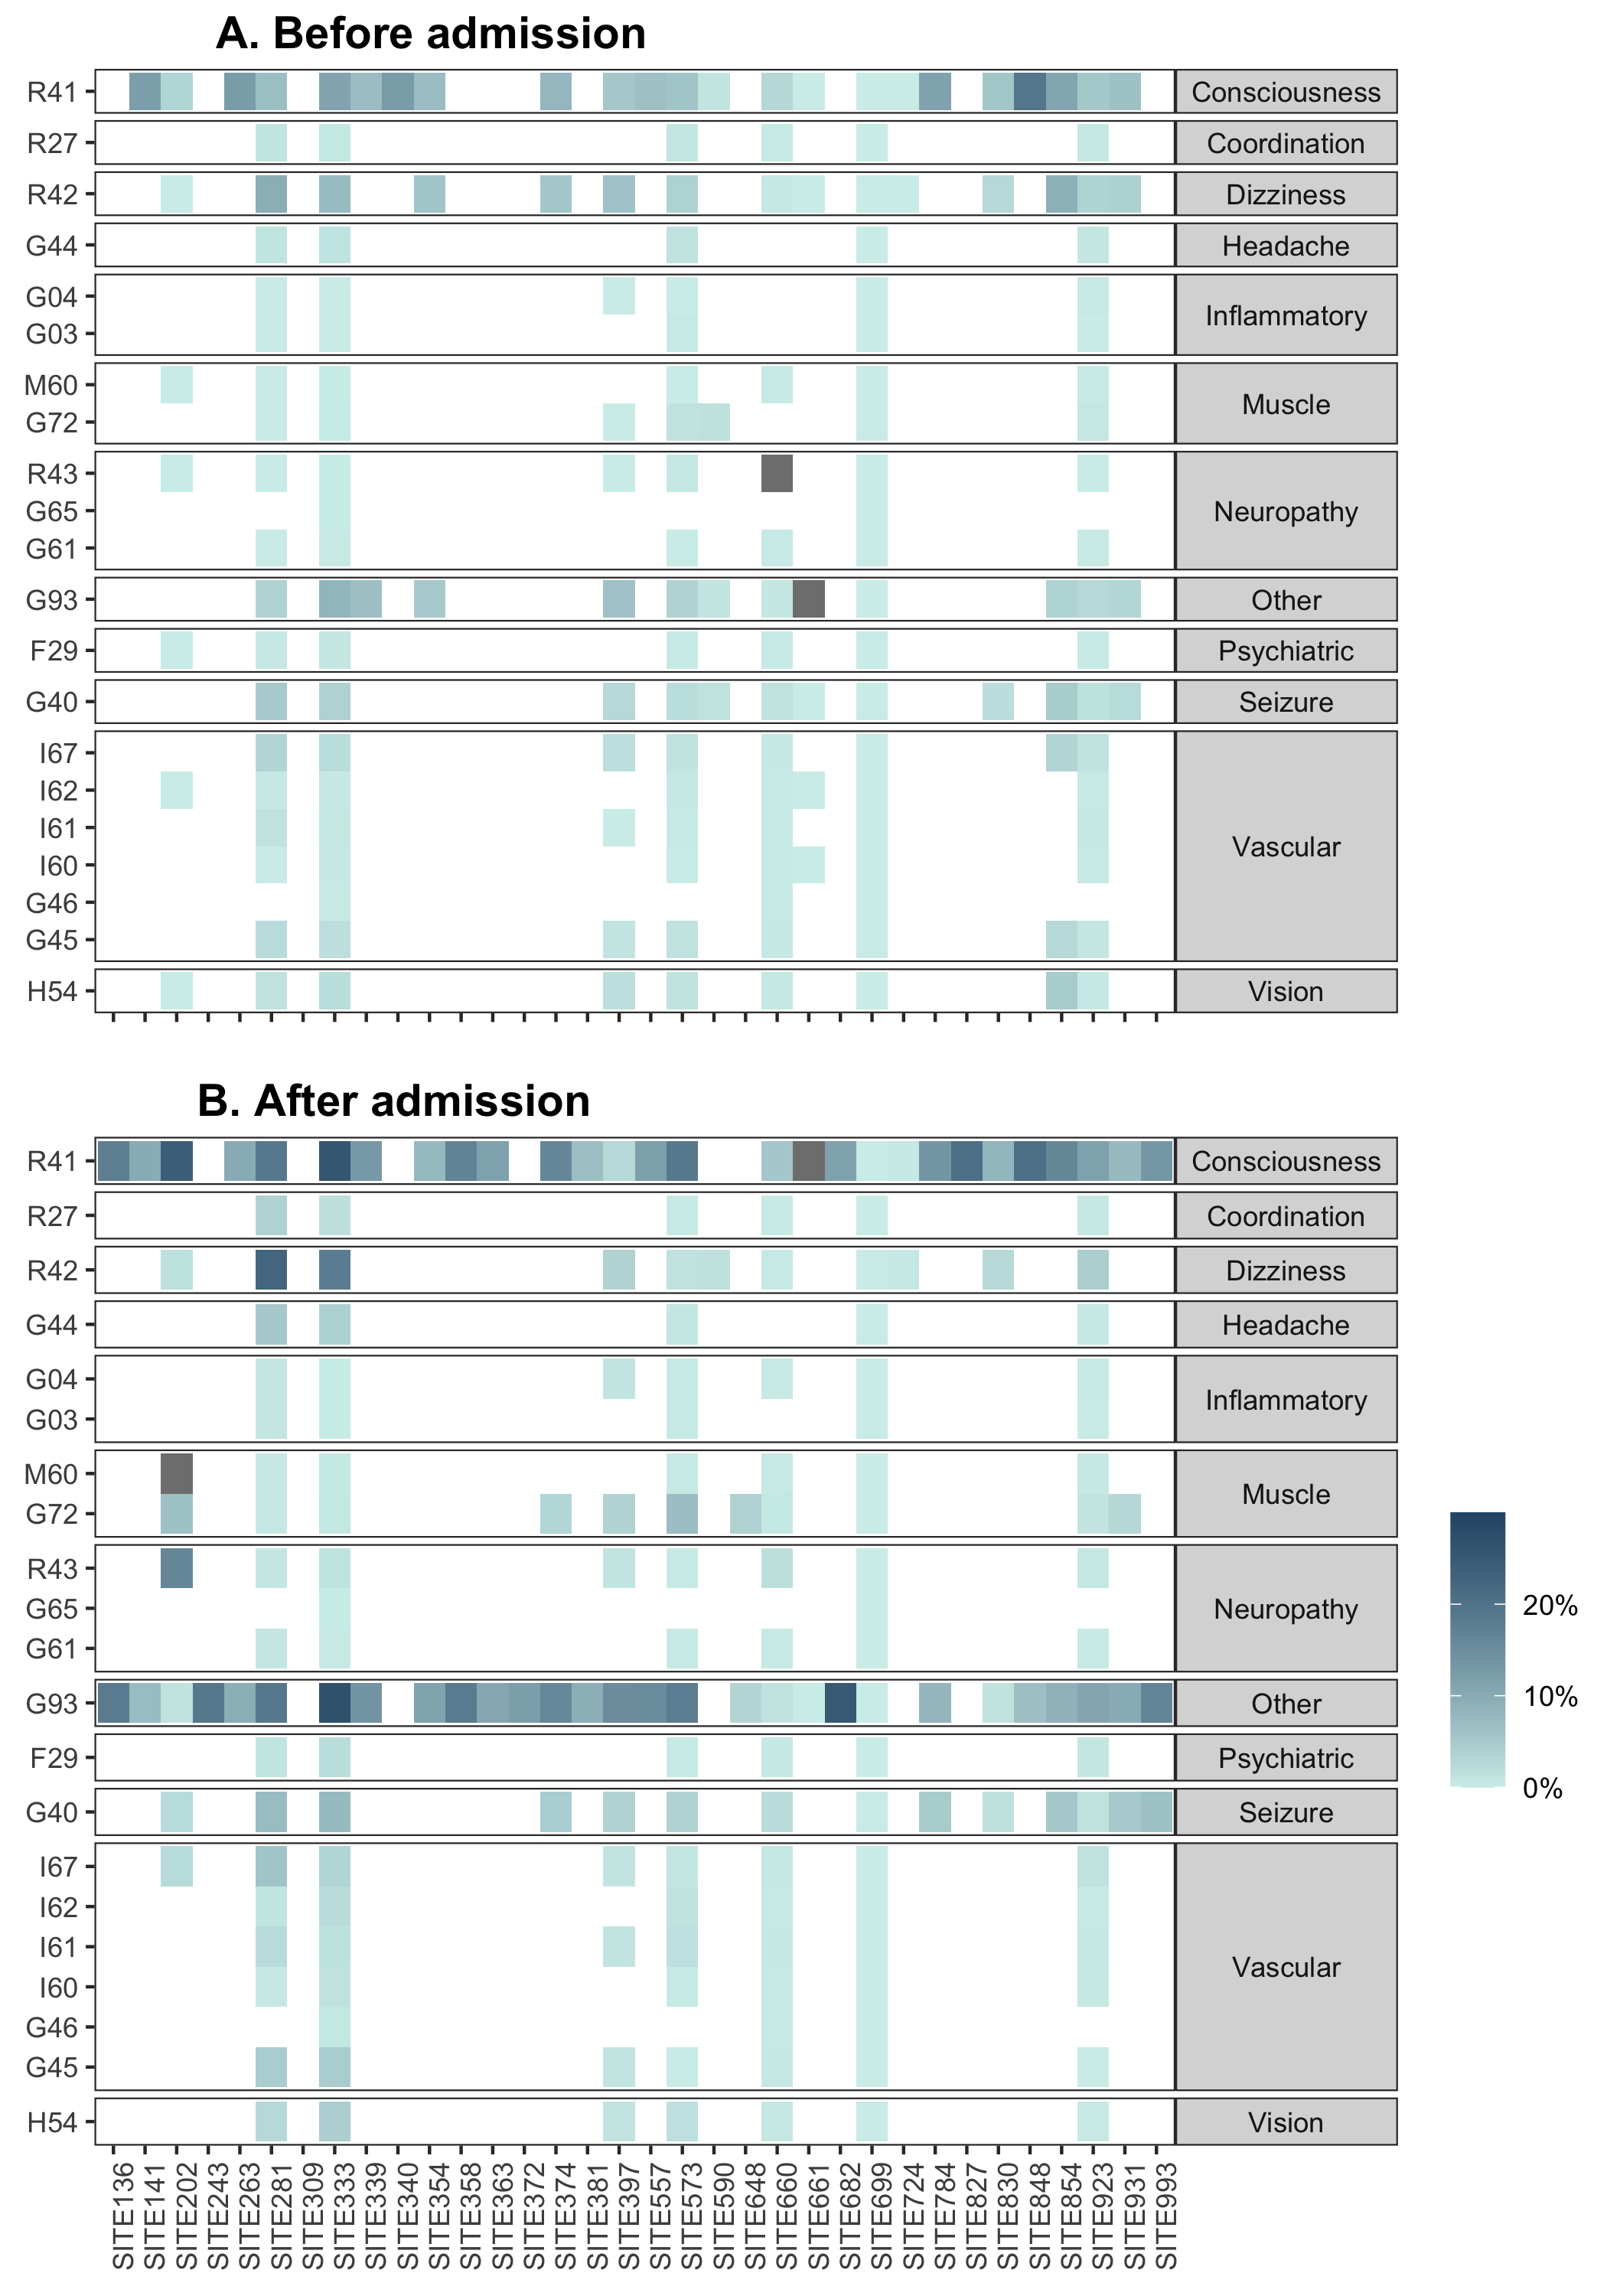 A. Before admission
R41 Consciousness
R27 Coordination
R42 Dizziness
G44 Headache
G04
Inflammatory
G03
M60
Muscle
G72
R43
G65 Neuropathy
G61
G93 Other
F29 Psychiatric
G40 Seizure
I67
I62
I61
Vascular
I60
G46
G45
H54 Vision
B. After admission
R41 Consciousness
R27 Coordination
R42 Dizziness
G44 Headache
G04
Inflammatory
G03
M60
Muscle
G72
R43
G65 Neuropathy
G61
G93 Other
F29 Psychiatric
G40 Seizure
I67
I62
I61
Vascular
I60
G46
G45
H54 Vision
20%
10%
0%
SITE136
SITE141
SITE202
SITE243
SITE263
SITE281
SITE309
SITE333
SITE339
SITE340
SITE354
SITE358
SITE363
SITE372
SITE374
SITE381
SITE397
SITE557
SITE573
SITE590
SITE648
SITE660
SITE661
SITE682
SITE699
SITE724
SITE784
SITE827
SITE830
SITE848
SITE854
SITE923
SITE931
SITE993